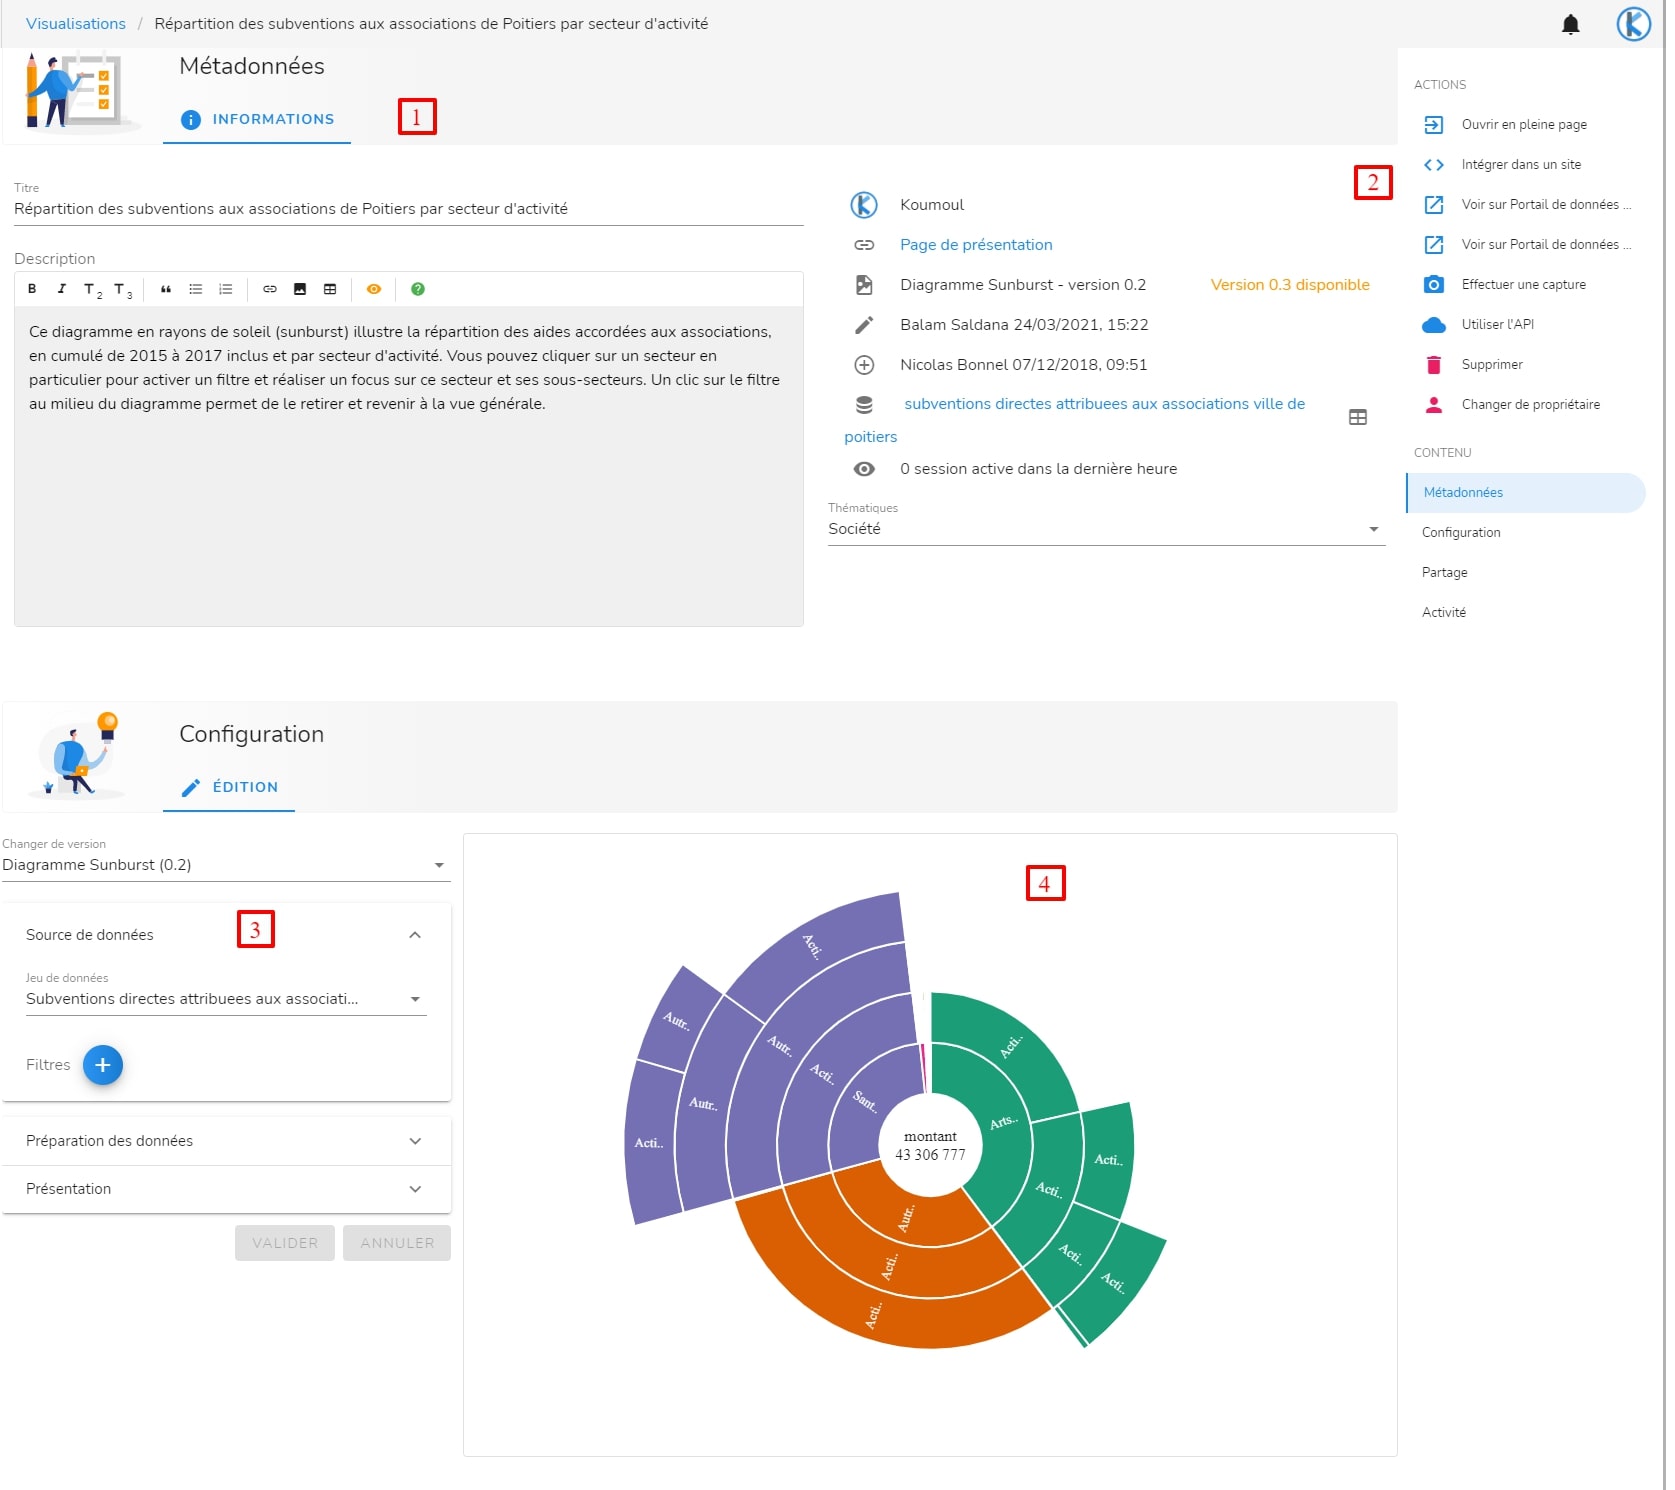 Visualisations / Répartition des subventions aux associations de Poitiers par secteur d'activité
Métadonnées
INFORMATIONS
1
Titre
Répartition des subventions aux associations de Poitiers par secteur d'activité
Description
B I T2 T3
Ce diagramme en rayons de soleil (sunburst) illustre la répartition des aides accordées aux associations,
en cumulé de 2015 à 2017 inclus et par secteur d'activité. Vous pouvez cliquer sur un secteur en
particulier pour activer un filtre et réaliser un focus sur ce secteur et ses sous-secteurs. Un clic sur le filtre
au milieu du diagramme permet de le retirer et revenir à la vue générale.
2
Koumoul
Page de présentation
Diagramme Sunburst - version 0.2 Version 0.3 disponible
Balam Saldana 24/03/2021, 15:22
Nicolas Bonnel 07/12/2018, 09:51
subventions directes attribuees aux associations ville de
poitiers
0 session active dans la dernière heure
Thématiques
Société
ACTIONS
Ouvrir en pleine page
Intégrer dans un site
Voir sur Portail de données ...
Voir sur Portail de données ...
Effectuer une capture
Utiliser l'API
Supprimer
Changer de propriétaire
CONTENU
Métadonnées
Configuration
Partage
Activité
Configuration
ÉDITION
Changer de version
Diagramme Sunburst (0.2)
Source de données
3
Jeu de données
Subventions directes attribuees aux associati...
Filtres
Préparation des données
Présentation
VALIDER ANNULER
4
Acti..
Autr..
Autr..
Acti..
Acti..
Sant..
Autr..
Arts..
Acti..
montant
43 306 777
Acti..
Acti..
Autr..
Acti..
Acti..
Acti..
Acti..